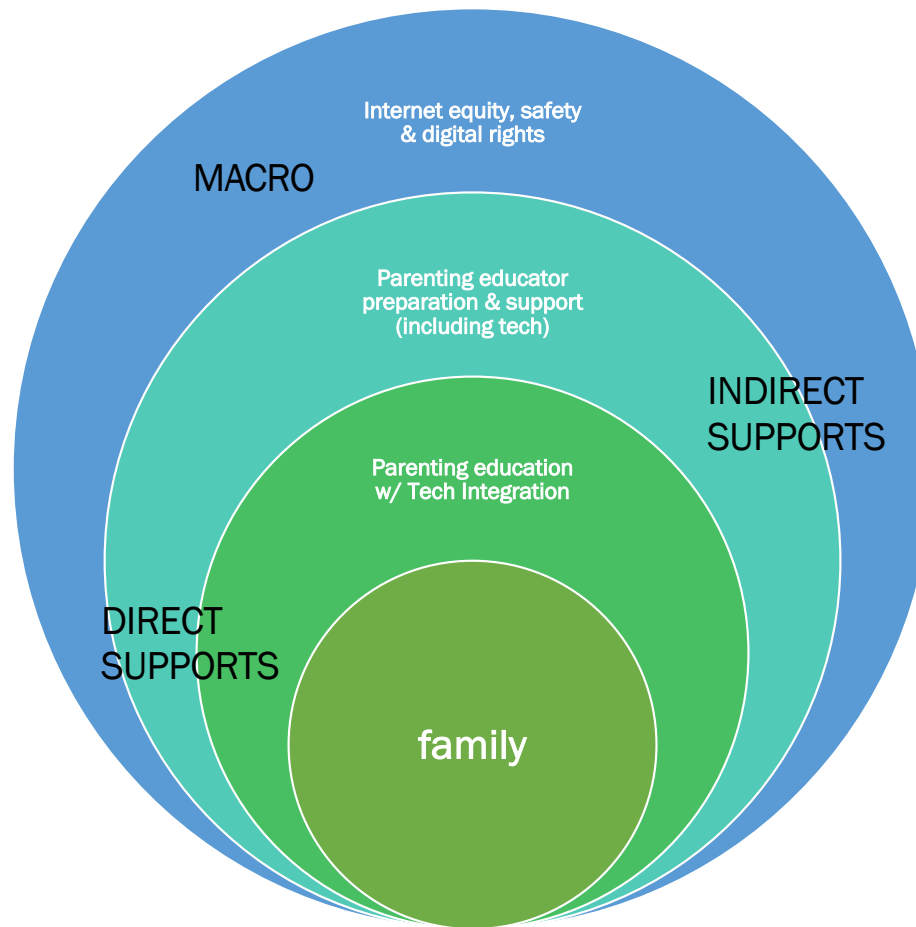 Internet equity, safety
& digital rights
MACRO
Parenting educator
preparation & support
(including tech)
INDIRECT
SUPPORTS
Parenting education
w/ Tech Integration
DIRECT
SUPPORTS
family